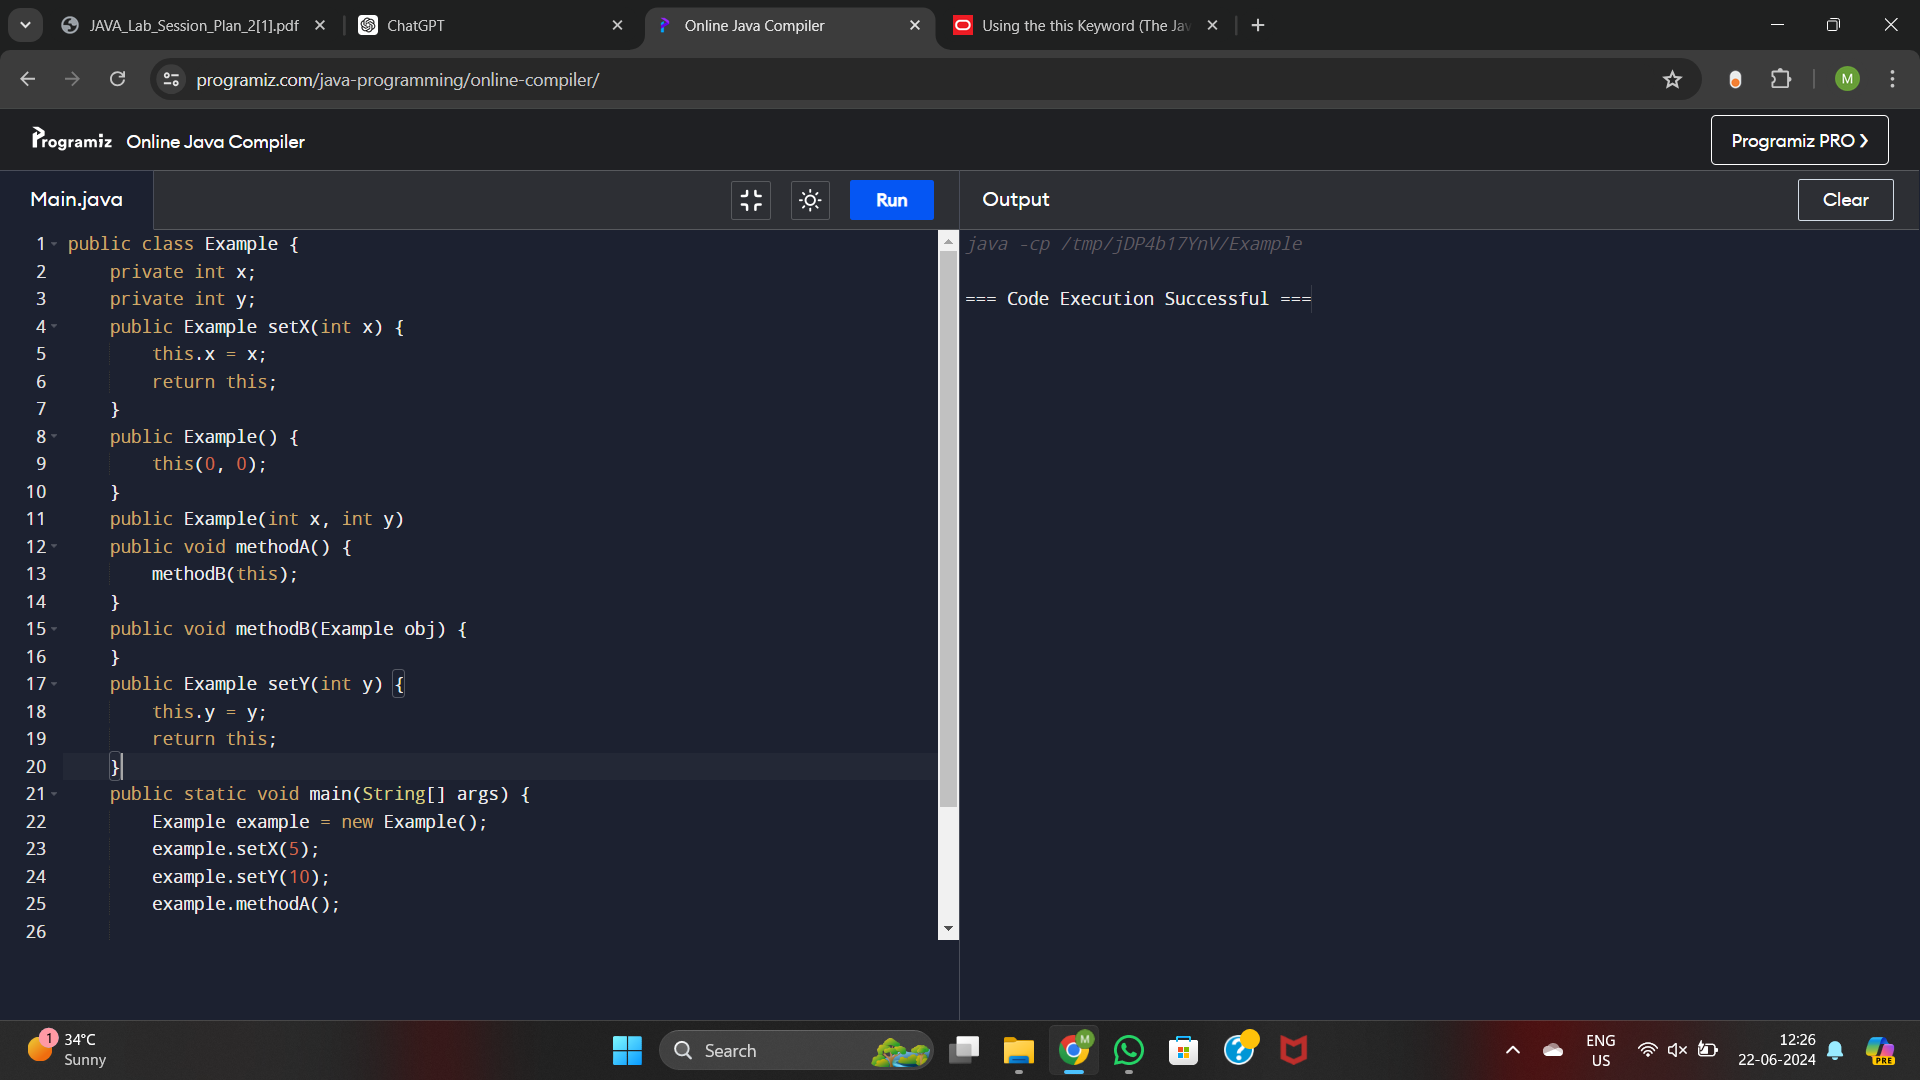 JAVA_Lab_Session_Plan_2[1].pdf
ChatGPT
Online Java Compiler
Using the this Keyword (The Jav
programiz.com/java-programming/online-compiler/
M
Programiz Online Java Compiler
Programiz PRO
Main.java
Run
Output
Clear
1 public class Example {
2 private int x;
3 private int y;
4 public Example setX(int x) {
5 this.x = x;
6 return this;
7 }
8 public Example() {
9 this(0, 0);
10 }
11 public Example(int x, int y)
12 public void methodA() {
13 methodB(this);
14 }
15 public void methodB(Example obj) {
16 }
17 public Example setY(int y) {
18 this.y = y;
19 return this;
20 }
21 public static void main(String[] args) {
22 Example example = new Example();
23 example.setX(5);
24 example.setY(10);
25 example.methodA();
26
java -cp /tmp/jDP4b17YnV/Example
=== Code Execution Successful ===
1
34°C
Sunny
Search
M
ENG
US
12:26
22-06-2024
PRE